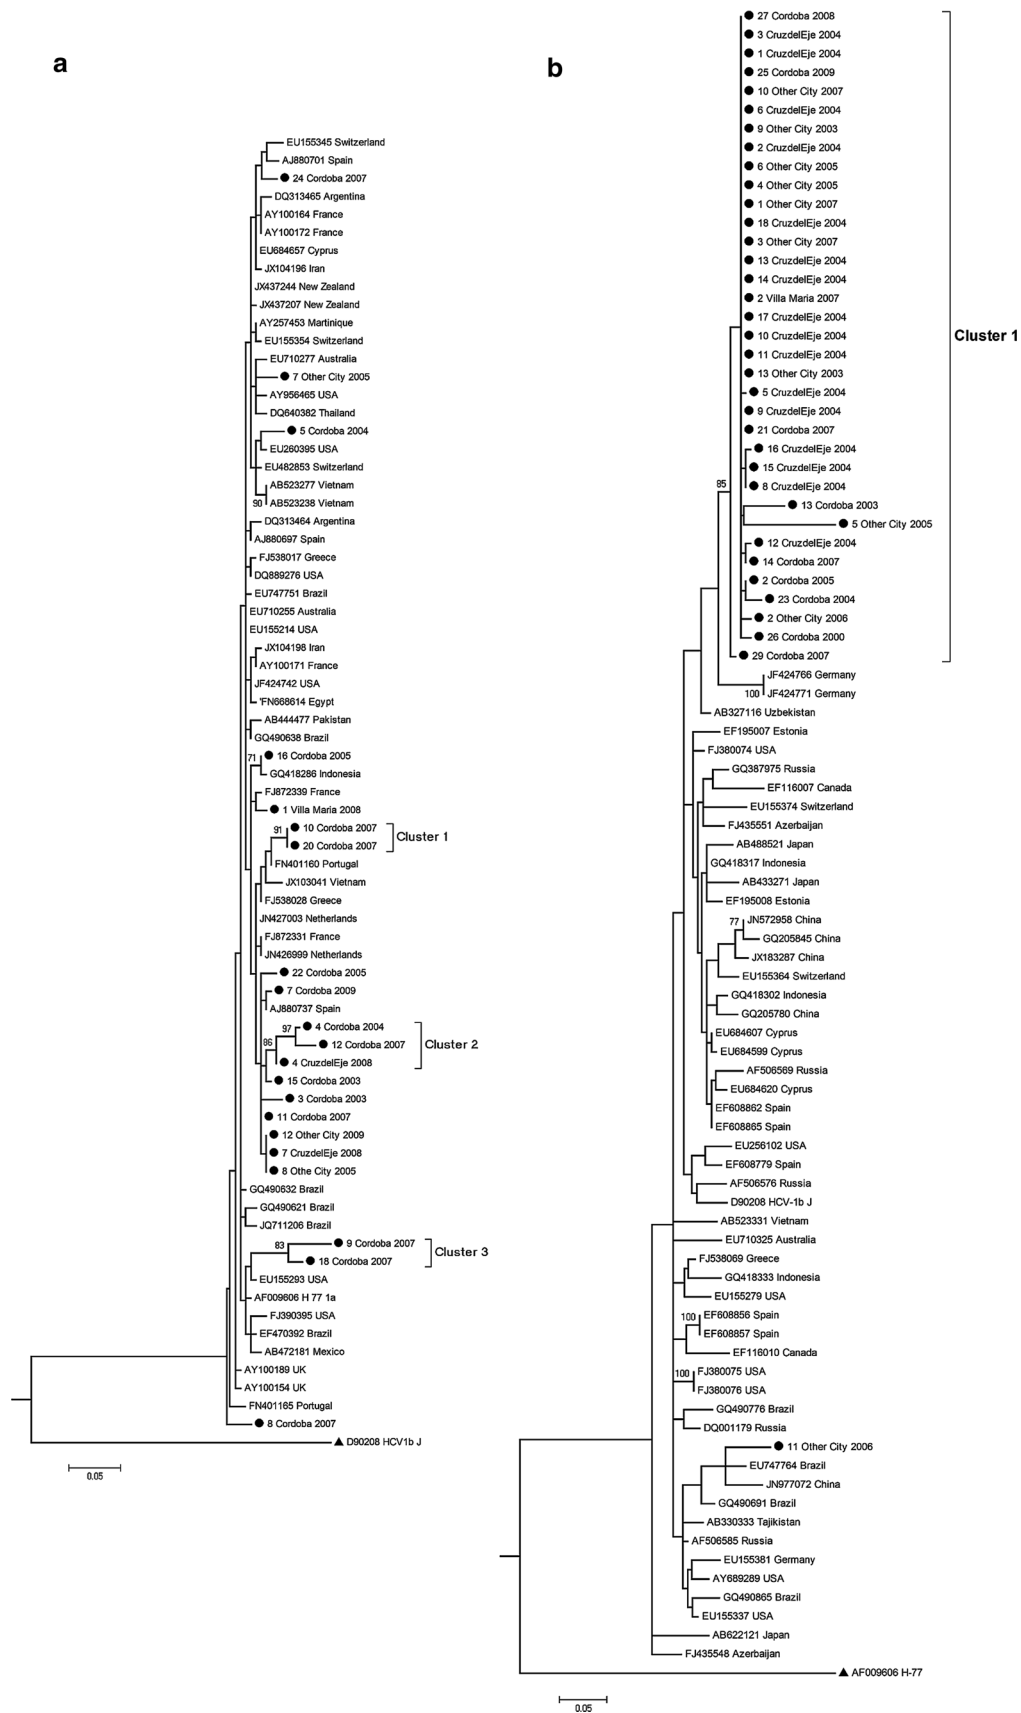 a
EU155345 Switzerland
AJ880701 Spain
24 Cordoba 2007
DQ313465 Argentina
AY100164 France
AY100172 France
EU684657 Cyprus
JX104196 Iran
JX437244 New Zealand
JX437207 New Zealand
AY257453 Martinique
EU155354 Switzerland
EU710277 Australia
7 Other City 2005
AY956465 USA
DQ640382 Thailand
5 Cordoba 2004
EU260395 USA
EU482853 Switzerland
AB523277 Vietnam
90
AB523238 Vietnam
DQ313464 Argentina
AJ880697 Spain
FJ538017 Greece
DQ889276 USA
EU747751 Brazil
EU710255 Australia
EU155214 USA
JX104198 Iran
AY100171 France
JF424742 USA
'FN668614 Egypt
AB444477 Pakistan
GQ490638 Brazil
71
16 Cordoba 2005
GQ418286 Indonesia
FJ872339 France
1 Villa Maria 2008
91
10 Cordoba 2007
Cluster 1
20 Cordoba 2007
FN401160 Portugal
JX103041 Vietnam
FJ538028 Greece
JN427003 Netherlands
FJ872331 France
JN426999 Netherlands
22 Cordoba 2005
7 Cordoba 2009
AJ880737 Spain
97
4 Cordoba 2004
86
12 Cordoba 2007
Cluster 2
4 CruzdelEje 2008
15 Cordoba 2003
3 Cordoba 2003
11 Cordoba 2007
12 Other City 2009
7 CruzdelEje 2008
8 Othe City 2005
GQ490632 Brazil
GQ490621 Brazil
JQ711206 Brazil
83
9 Cordoba 2007
Cluster 3
18 Cordoba 2007
EU155293 USA
AF009606 H 77 1a
FJ390395 USA
EF470392 Brazil
AB472181 Mexico
AY100189 UK
AY100154 UK
FN401165 Portugal
8 Cordoba 2007
D90208 HCV1b J
0.05
b
27 Cordoba 2008
3 CruzdelEje 2004
1 CruzdelEje 2004
25 Cordoba 2009
10 Other City 2007
6 CruzdelEje 2004
9 Other City 2003
2 CruzdelEje 2004
6 Other City 2005
4 Other City 2005
1 Other City 2007
18 CruzdelEje 2004
3 Other City 2007
13 CruzdelEje 2004
14 CruzdelEje 2004
2 Villa Maria 2007
17 CruzdelEje 2004
10 CruzdelEje 2004
Cluster 1
11 CruzdelEje 2004
13 Other City 2003
5 CruzdelEje 2004
9 CruzdelEje 2004
21 Cordoba 2007
16 CruzdelEje 2004
15 CruzdelEje 2004
85
8 CruzdelEje 2004
13 Cordoba 2003
5 Other City 2005
12 CruzdelEje 2004
14 Cordoba 2007
2 Cordoba 2005
23 Cordoba 2004
2 Other City 2006
26 Cordoba 2000
29 Cordoba 2007
JF424766 Germany
100
JF424771 Germany
AB327116 Uzbekistan
EF195007 Estonia
FJ380074 USA
GQ387975 Russia
EF116007 Canada
EU155374 Switzerland
FJ435551 Azerbaijan
AB488521 Japan
GQ418317 Indonesia
AB433271 Japan
EF195008 Estonia
77
JN572958 China
GQ205845 China
JX183287 China
EU155364 Switzerland
GQ418302 Indonesia
GQ205780 China
EU684607 Cyprus
EU684599 Cyprus
AF506569 Russia
EU684620 Cyprus
EF608862 Spain
EF608865 Spain
EU256102 USA
EF608779 Spain
AF506576 Russia
D90208 HCV-1b J
AB523331 Vietnam
EU710325 Australia
FJ538069 Greece
GQ418333 Indonesia
EU155279 USA
100
EF608856 Spain
EF608857 Spain
EF116010 Canada
100
FJ380075 USA
FJ380076 USA
GQ490776 Brazil
DQ001179 Russia
11 Other City 2006
EU747764 Brazil
JN977072 China
GQ490691 Brazil
AB330333 Tajikistan
AF506585 Russia
EU155381 Germany
AY689289 USA
GQ490865 Brazil
EU155337 USA
AB622121 Japan
FJ435548 Azerbaijan
AF009606 H-77
0.05